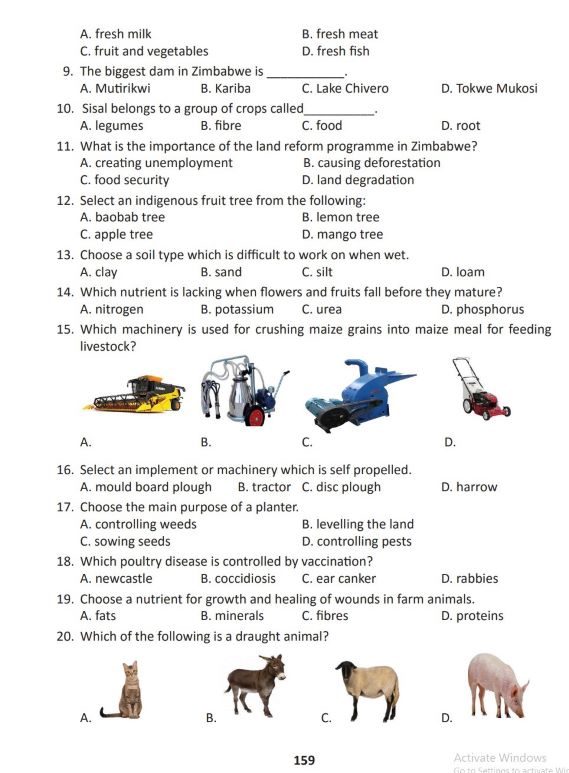 A. fresh milk B. fresh meat
C. fruit and vegetables D. fresh fish
9. The biggest dam in Zimbabwe is ___________.
A. Mutirikwi B. Kariba C. Lake Chivero D. Tokwe Mukosi
10. Sisal belongs to a group of crops called__________.
A. legumes B. fibre C. food D. root
11. What is the importance of the land reform programme in Zimbabwe?
A. creating unemployment B. causing deforestation
C. food security D. land degradation
12. Select an indigenous fruit tree from the following:
A. baobab tree B. lemon tree
C. apple tree D. mango tree
13. Choose a soil type which is difficult to work on when wet.
A. clay B. sand C. silt D. loam
14. Which nutrient is lacking when flowers and fruits fall before they mature?
A. nitrogen B. potassium C. urea D. phosphorus
15. Which machinery is used for crushing maize grains into maize meal for feeding
livestock?
A. B. C. D.
16. Select an implement or machinery which is self propelled.
A. mould board plough B. tractor C. disc plough D. harrow
17. Choose the main purpose of a planter.
A. controlling weeds B. levelling the land
C. sowing seeds D. controlling pests
18. Which poultry disease is controlled by vaccination?
A. newcastle B. coccidiosis C. ear canker D. rabbies
19. Choose a nutrient for growth and healing of wounds in farm animals.
A. fats B. minerals C. fibres D. proteins
20. Which of the following is a draught animal?
A. B. C. D.
159
Activate Windows
Go to Settings to activate Win